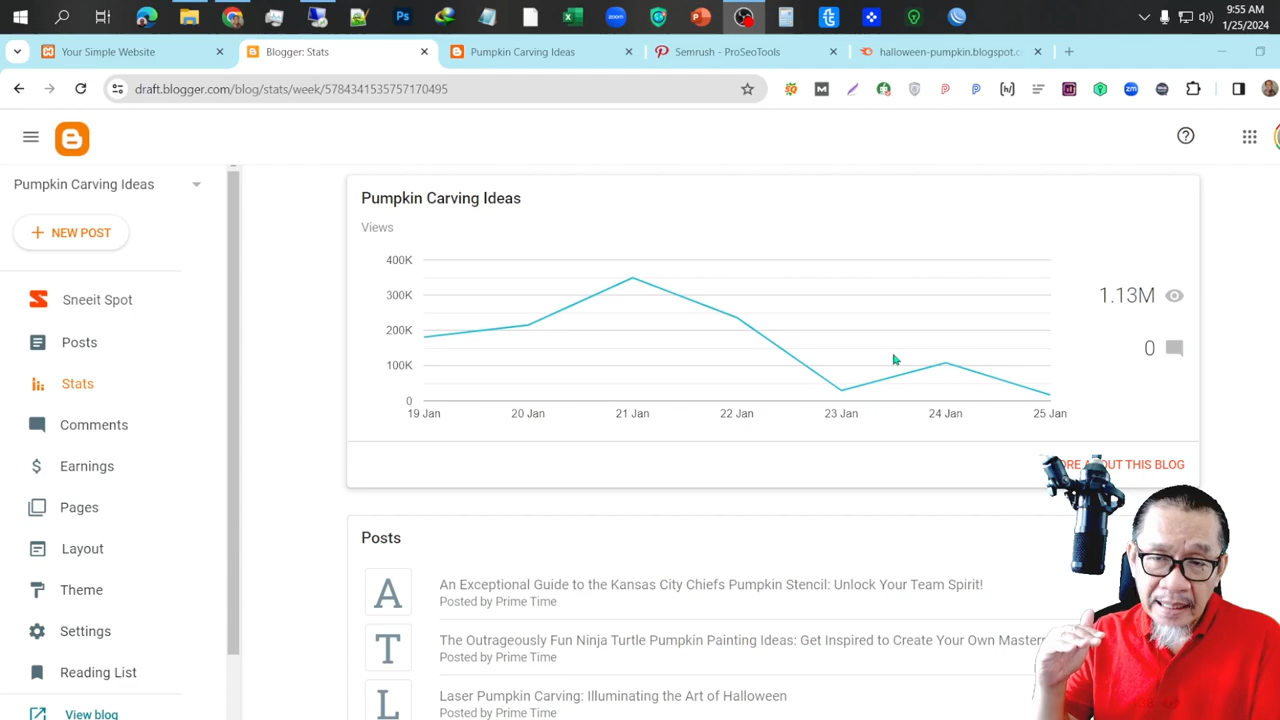 9:55 AM
1/25/2024
Your Simple Website
Blogger: Stats
Pumpkin Carving Ideas
Semrush - ProSeoTools
halloween-pumpkin.blogspot.c
draft.blogger.com/blog/stats/week/5784341535757170495
Pumpkin Carving Ideas
NEW POST
Sneeit Spot
Posts
Stats
Comments
Earnings
Pages
Layout
Theme
Settings
Reading List
View blog
Pumpkin Carving Ideas
Views
400K
300K
200K
100K
0
19 Jan
20 Jan
21 Jan
22 Jan
23 Jan
24 Jan
25 Jan
1.13M
0
ORE ABOUT THIS BLOG
Posts
A
An Exceptional Guide to the Kansas City Chiefs Pumpkin Stencil: Unlock Your Team Spirit!
Posted by Prime Time
T
The Outrageously Fun Ninja Turtle Pumpkin Painting Ideas: Get Inspired to Create Your Own Master
Posted by Prime Time
L
Laser Pumpkin Carving: Illuminating the Art of Halloween
Posted by Prime Time